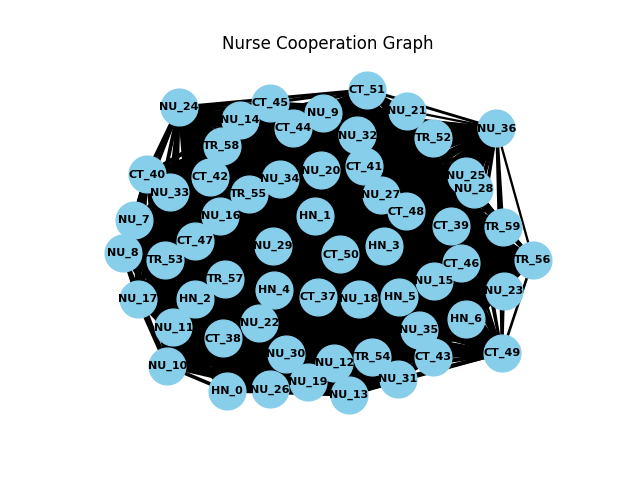 Nurse Cooperation Graph
CT_51
NU_24
CT_45
NU_21
NU_9
NU_14
CT_44
NU_36
NU_32
TR_52
TR_58
CT_41
NU_20
CT_40
CT_42
NU_34
NU_25
NU_28
NU_33
TR_55
NU_27
CT_48
NU_7
NU_16
HN_1
CT_39
TR_59
CT_47
NU_29
HN_3
NU_8
CT_50
TR_53
CT_46
TR_56
TR_57
NU_15
HN_4
NU_23
NU_17
HN_2
CT_37
NU_18
HN_5
HN_6
NU_22
NU_11
NU_35
CT_38
NU_30
CT_49
TR_54
CT_43
NU_12
NU_10
NU_31
NU_19
NU_26
HN_0
NU_13